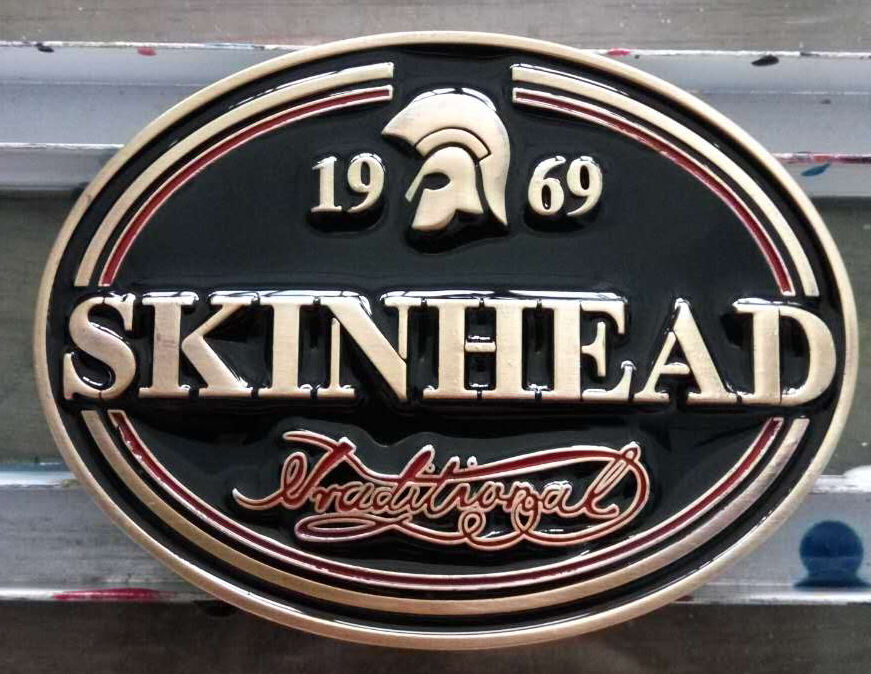 19 69
SKINHEAD
Traditional